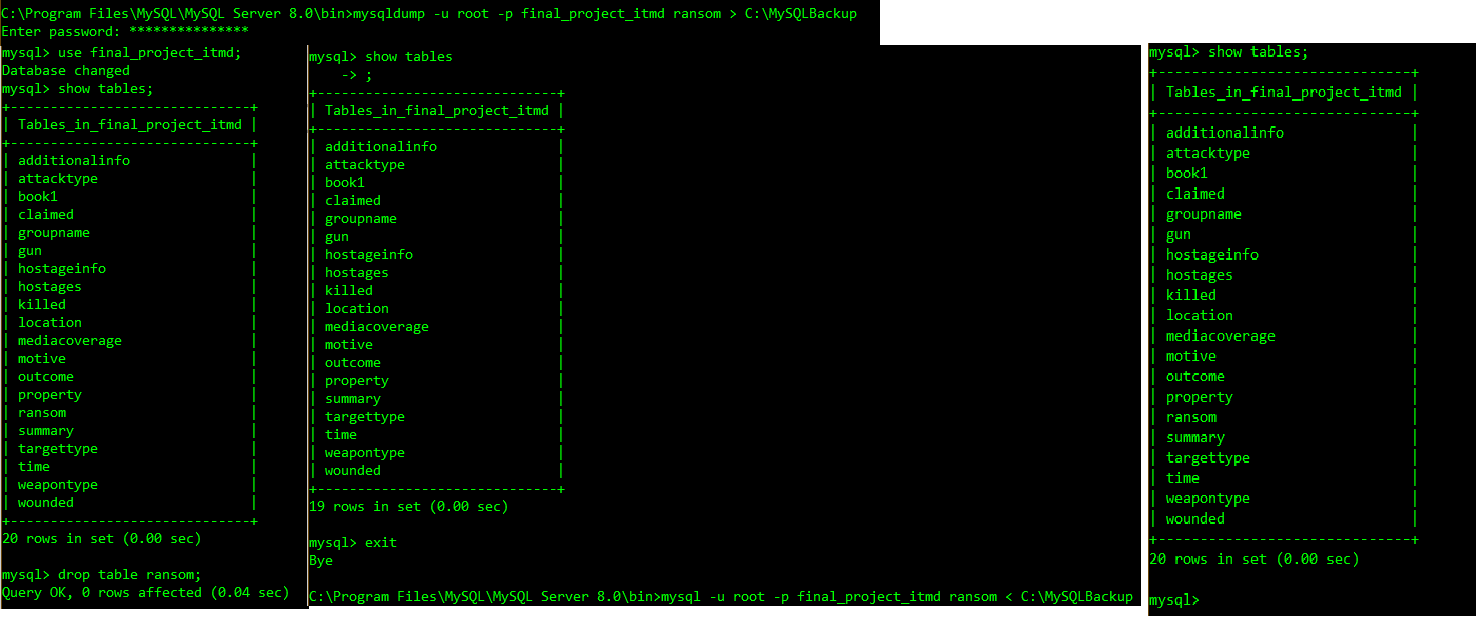 C:\Program Files\MySQL\MySQL Server 8.0\bin>mysqldump -u root -p final_project_itmd ransom > C:\MySQLBackup
Enter password: ***************
mysql> use final_project_itmd;
Database changed
mysql> show tables;
+------------------------------+
| Tables_in_final_project_itmd |
+------------------------------+
| additionalinfo               |
| attacktype                   |
| book1                        |
| claimed                      |
| groupname                    |
| gun                          |
| hostageinfo                  |
| hostages                     |
| killed                       |
| location                     |
| mediacoverage                |
| motive                       |
| outcome                      |
| property                     |
| ransom                       |
| summary                      |
| targettype                   |
| time                         |
| weapontype                   |
| wounded                      |
+------------------------------+
20 rows in set (0.00 sec)
mysql> drop table ransom;
Query OK, 0 rows affected (0.04 sec)
mysql> show tables
    -> ;
+------------------------------+
| Tables_in_final_project_itmd |
+------------------------------+
| additionalinfo               |
| attacktype                   |
| book1                        |
| claimed                      |
| groupname                    |
| gun                          |
| hostageinfo                  |
| hostages                     |
| killed                       |
| location                     |
| mediacoverage                |
| motive                       |
| outcome                      |
| property                     |
| summary                      |
| targettype                   |
| time                         |
| weapontype                   |
| wounded                      |
+------------------------------+
19 rows in set (0.00 sec)
mysql> exit
Bye
C:\Program Files\MySQL\MySQL Server 8.0\bin>mysql -u root -p final_project_itmd ransom < C:\MySQLBackup
mysql> show tables;
+------------------------------+
| Tables_in_final_project_itmd |
+------------------------------+
| additionalinfo               |
| attacktype                   |
| book1                        |
| claimed                      |
| groupname                    |
| gun                          |
| hostageinfo                  |
| hostages                     |
| killed                       |
| location                     |
| mediacoverage                |
| motive                       |
| outcome                      |
| property                     |
| ransom                       |
| summary                      |
| targettype                   |
| time                         |
| weapontype                   |
| wounded                      |
+------------------------------+
20 rows in set (0.00 sec)
mysql>